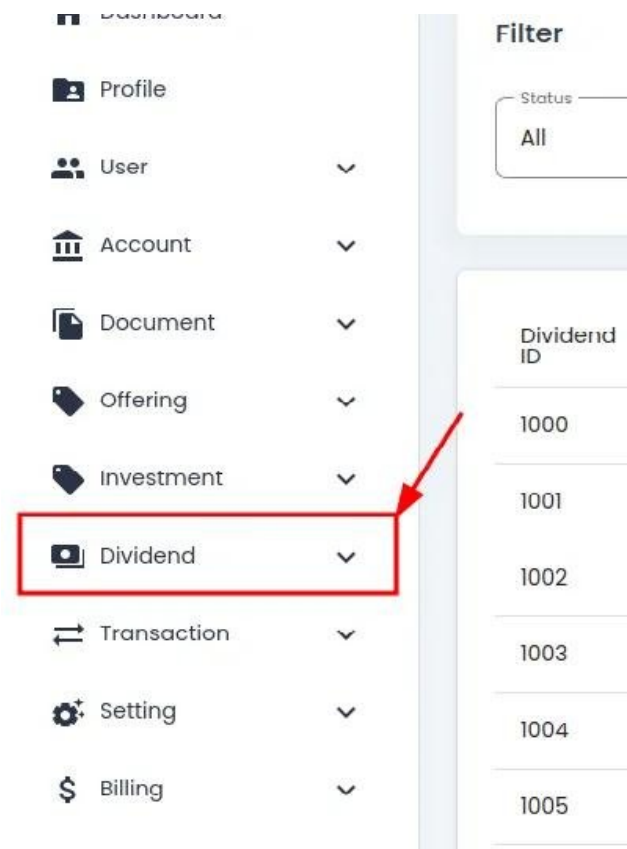 Dashboard
Profile
User
Account
Document
Offering
Investment
Dividend
Transaction
Setting
Billing
Filter
Status
All
Dividend
ID
1000
1001
1002
1003
1004
1005